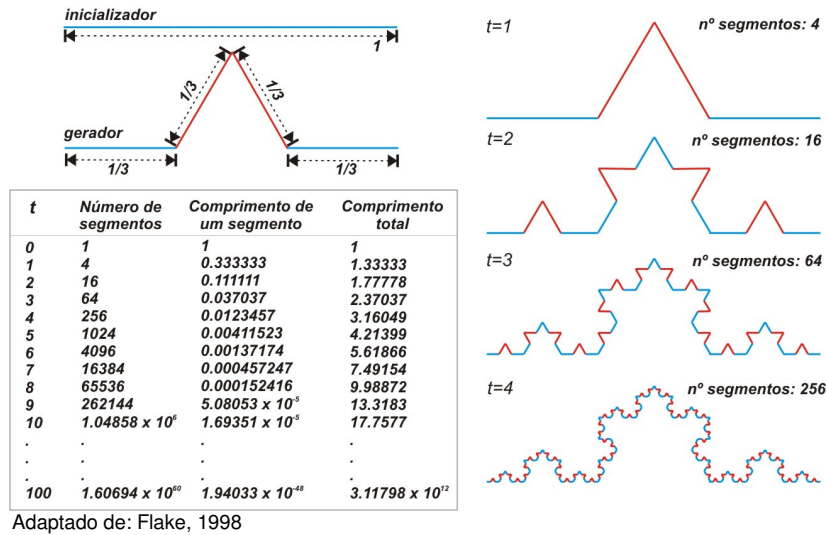 inicializador
1
gerador
1/3
1/3
1/3
1/3
t Número de segmentos Comprimento de um segmento Comprimento total
0 1 1 1
1 4 0.333333 1.33333
2 16 0.111111 1.77778
3 64 0.037037 2.37037
4 256 0.0123457 3.16049
5 1024 0.00411523 4.21399
6 4096 0.00137174 5.61866
7 16384 0.000457247 7.49154
8 65536 0.000152416 9.98872
9 262144 5.08053 x 10⁻⁵ 13.3183
10 1.04858 x 10⁶ 1.69351 x 10⁻⁵ 17.7577
. . . .
. . . .
. . . .
100 1.60694 x 10⁶⁰ 1.94033 x 10⁻⁴⁸ 3.11798 x 10¹²
Adaptado de: Flake, 1998
t=1 nº segmentos: 4
t=2 nº segmentos: 16
t=3 nº segmentos: 64
t=4 nº segmentos: 256